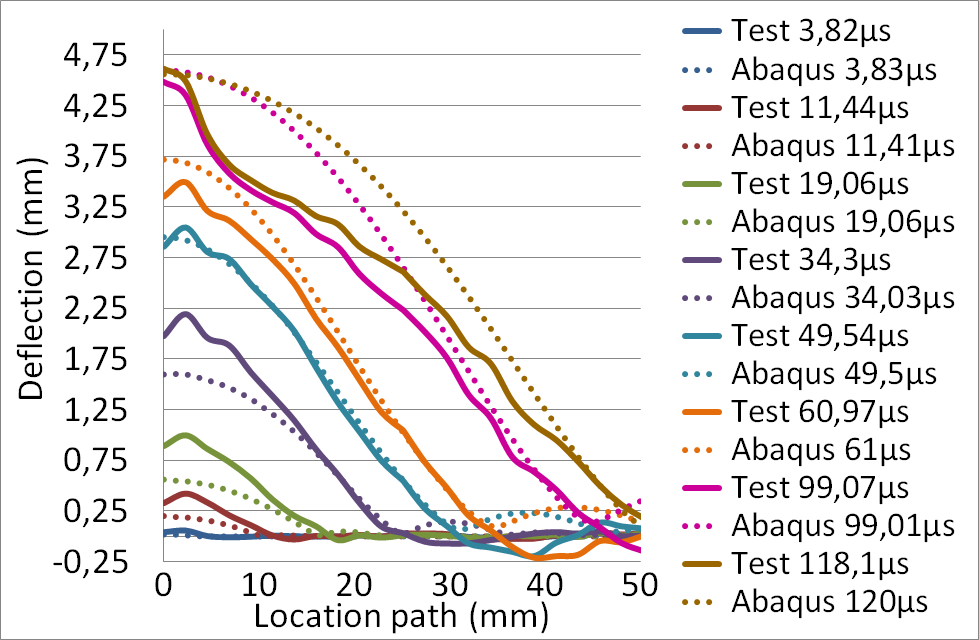 4,75
4,25
3,75
3,25
2,75
2,25
1,75
1,25
0,75
0,25
-0,25
Deflection (mm)
0 10 20 30 40 50
Location path (mm)
Test 3,82µs
Abaqus 3,83µs
Test 11,44µs
Abaqus 11,41µs
Test 19,06µs
Abaqus 19,06µs
Test 34,3µs
Abaqus 34,03µs
Test 49,54µs
Abaqus 49,5µs
Test 60,97µs
Abaqus 61µs
Test 99,07µs
Abaqus 99,01µs
Test 118,1µs
Abaqus 120µs